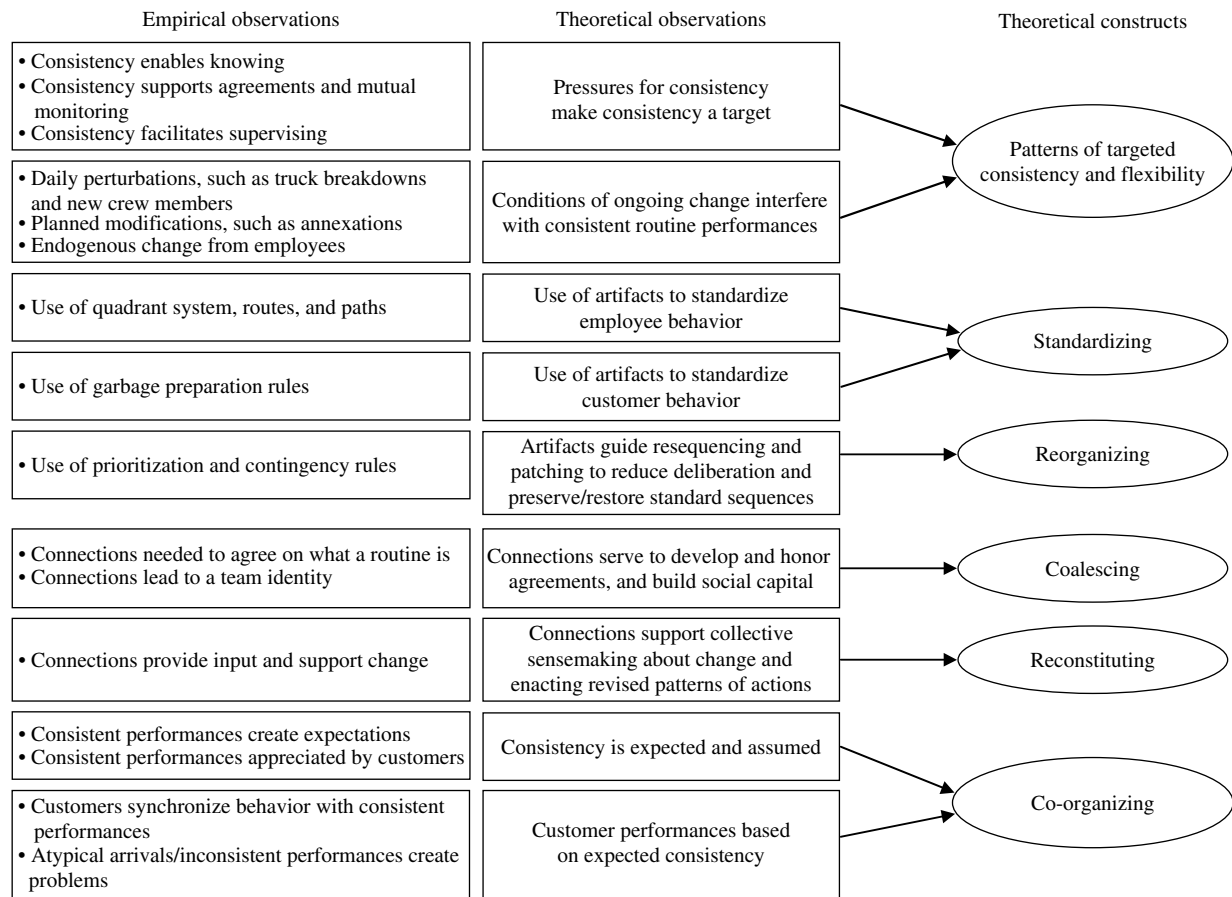 Empirical observations
Theoretical observations
Theoretical constructs
• Consistency enables knowing
• Consistency supports agreements and mutual
monitoring
• Consistency facilitates supervising
Pressures for consistency
make consistency a target
Patterns of targeted
consistency and flexibility
• Daily perturbations, such as truck breakdowns
and new crew members
• Planned modifications, such as annexations
• Endogenous change from employees
Conditions of ongoing change interfere
with consistent routine performances
• Use of quadrant system, routes, and paths
Use of artifacts to standardize
employee behavior
Standardizing
• Use of garbage preparation rules
Use of artifacts to standardize
customer behavior
• Use of prioritization and contingency rules
Artifacts guide resequencing and
patching to reduce deliberation and
preserve/restore standard sequences
Reorganizing
• Connections needed to agree on what a routine is
• Connections lead to a team identity
Connections serve to develop and honor
agreements, and build social capital
Coalescing
• Connections provide input and support change
Connections support collective
sensemaking about change and
enacting revised patterns of actions
Reconstituting
• Consistent performances create expectations
• Consistent performances appreciated by customers
Consistency is expected and assumed
Co-organizing
• Customers synchronize behavior with consistent
performances
• Atypical arrivals/inconsistent performances create
problems
Customer performances based
on expected consistency